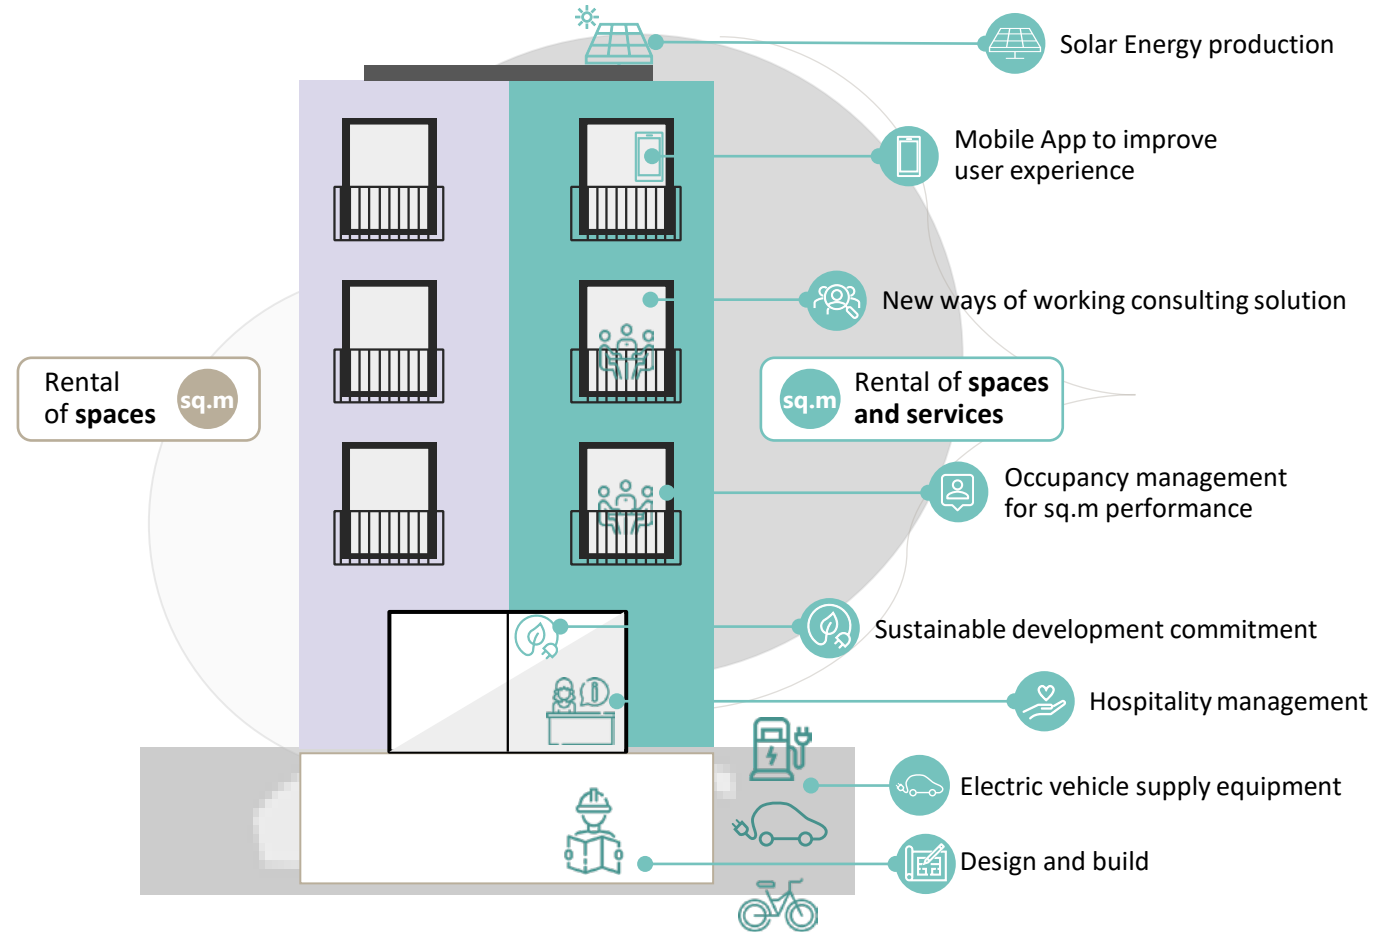 Solar Energy production
Mobile App to improve
user experience
New ways of working consulting solution
Rental
of spaces
sq.m
sq.m
Rental of spaces
and services
Occupancy management
for sq.m performance
Sustainable development commitment
Hospitality management
Electric vehicle supply equipment
Design and build